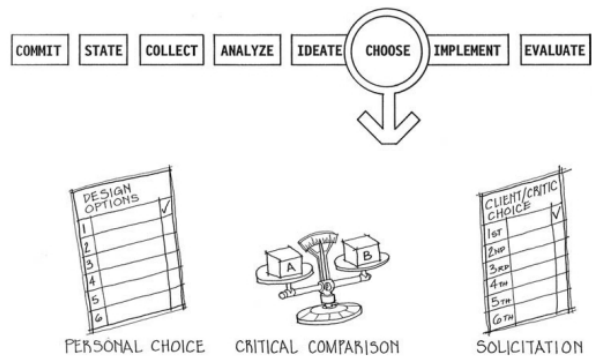 COMMIT STATE COLLECT ANALYZE IDEATE CHOOSE IMPLEMENT EVALUATE
DESIGN
OPTIONS
1
2
3
4
5
6
A
B
CLIENT/CRITIC
CHOICE
1ST
2ND
3RD
4TH
5TH
6TH
PERSONAL CHOICE CRITICAL COMPARISON SOLICITATION